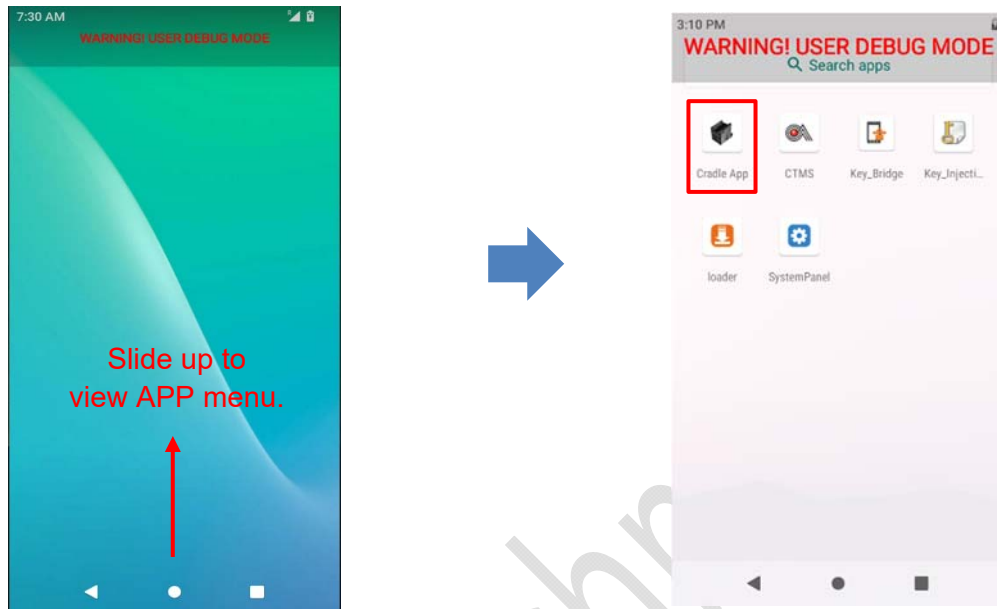 7:30 AM
WARNING! USER DEBUG MODE
Slide up to
view APP menu.
3:10 PM
WARNING! USER DEBUG MODE
Search apps
Cradle App CTMS Key_Bridge Key_Injecti...
loader SystemPanel